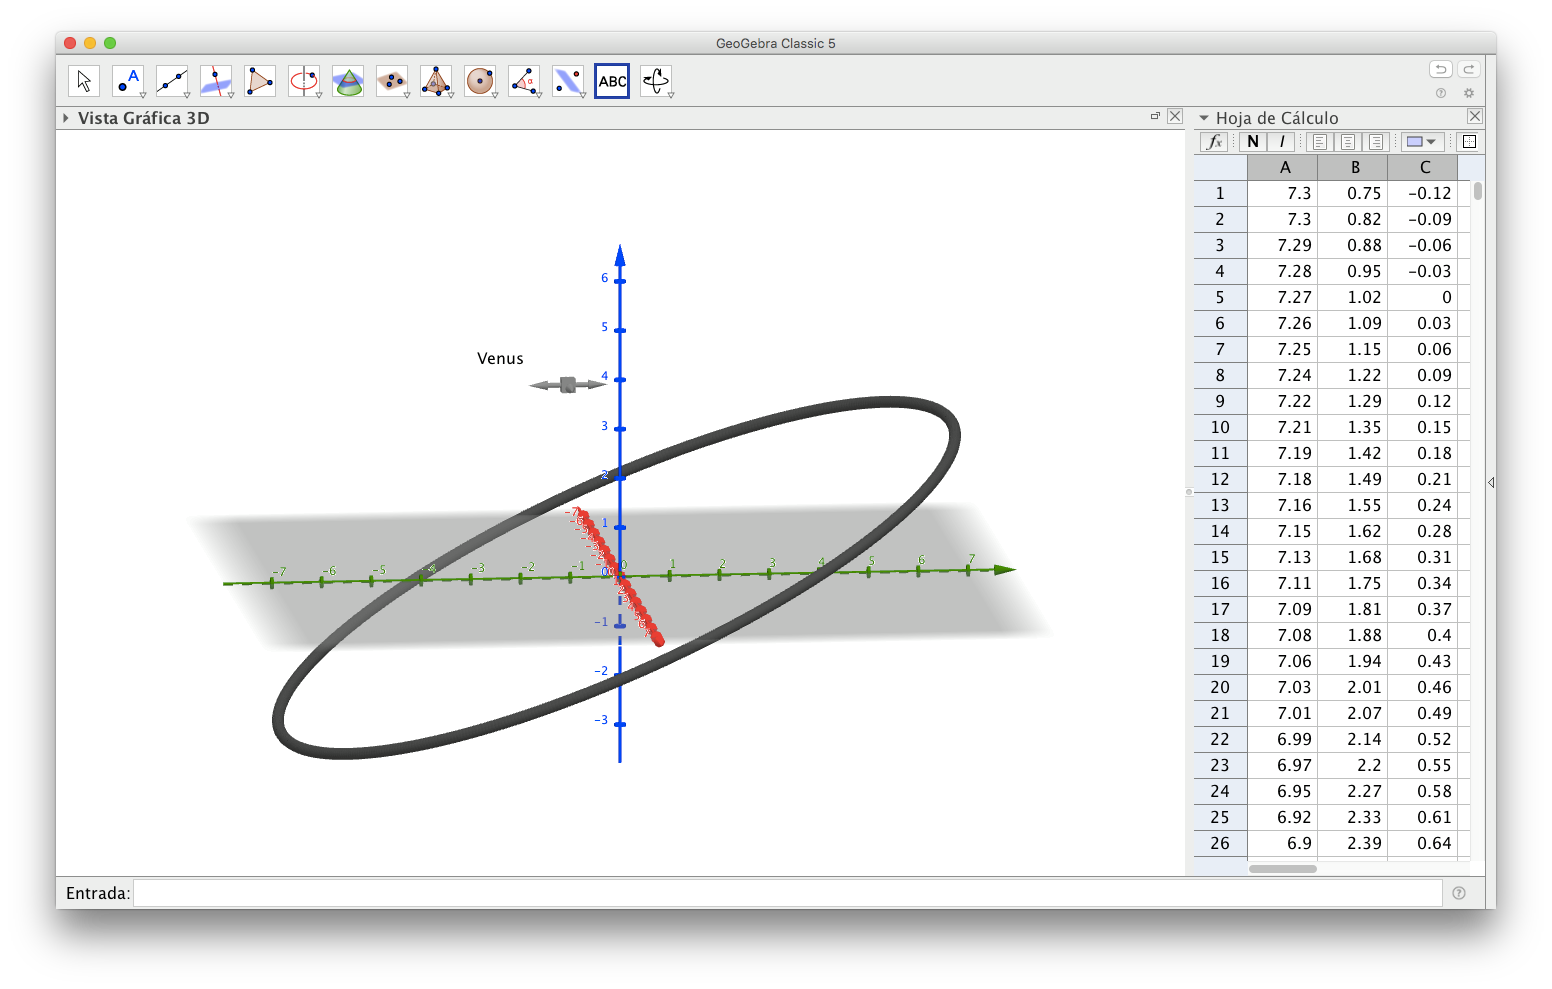 GeoGebra Classic 5
A
α
ABC
Vista Gráfica 3D
Hoja de Cálculo
fx N I
A B C
1 7.3 0.75 −0.12
2 7.3 0.82 −0.09
3 7.29 0.88 −0.06
4 7.28 0.95 −0.03
5 7.27 1.02 0
6 7.26 1.09 0.03
7 7.25 1.15 0.06
8 7.24 1.22 0.09
9 7.22 1.29 0.12
10 7.21 1.35 0.15
11 7.19 1.42 0.18
12 7.18 1.49 0.21
13 7.16 1.55 0.24
14 7.15 1.62 0.28
15 7.13 1.68 0.31
16 7.11 1.75 0.34
17 7.09 1.81 0.37
18 7.08 1.88 0.4
19 7.06 1.94 0.43
20 7.03 2.01 0.46
21 7.01 2.07 0.49
22 6.99 2.14 0.52
23 6.97 2.2 0.55
24 6.95 2.27 0.58
25 6.92 2.33 0.61
26 6.9 2.39 0.64
6
5
Venus
4
3
2
1
0
−1
−2
−3
−7 −6 −5 −4 −3 −2 −1 0 1 2 3 4 5 6 7
−7
Entrada: